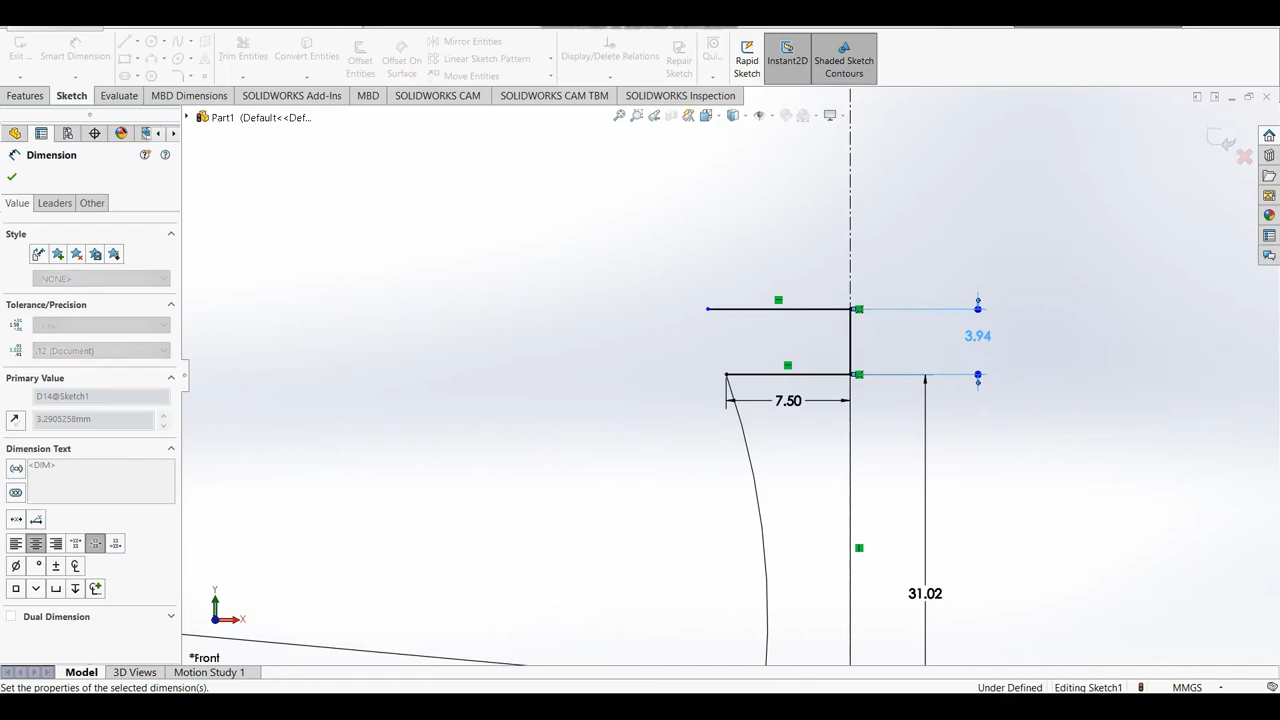 Exit ...
Smart Dimension
Trim Entities
Convert Entities
Offset Entities
Offset On Surface
Mirror Entities
Linear Sketch Pattern
Move Entities
Display/Delete Relations
Repair Sketch
Qui...
Rapid Sketch
Instant2D
Shaded Sketch Contours
Features
Sketch
Evaluate
MBD Dimensions
SOLIDWORKS Add-Ins
MBD
SOLIDWORKS CAM
SOLIDWORKS CAM TBM
SOLIDWORKS Inspection
Part1 (Default<<Def...
Dimension
Value
Leaders
Other
Style
<NONE>
Tolerance/Precision
.12 (Document)
Primary Value
D14@Sketch1
3.2905258mm
Dimension Text
<DIM>
Dual Dimension
3.94
7.50
31.02
Y
X
*Front
Model
3D Views
Motion Study 1
Set the properties of the selected dimension(s).
Under Defined
Editing Sketch1
MMGS